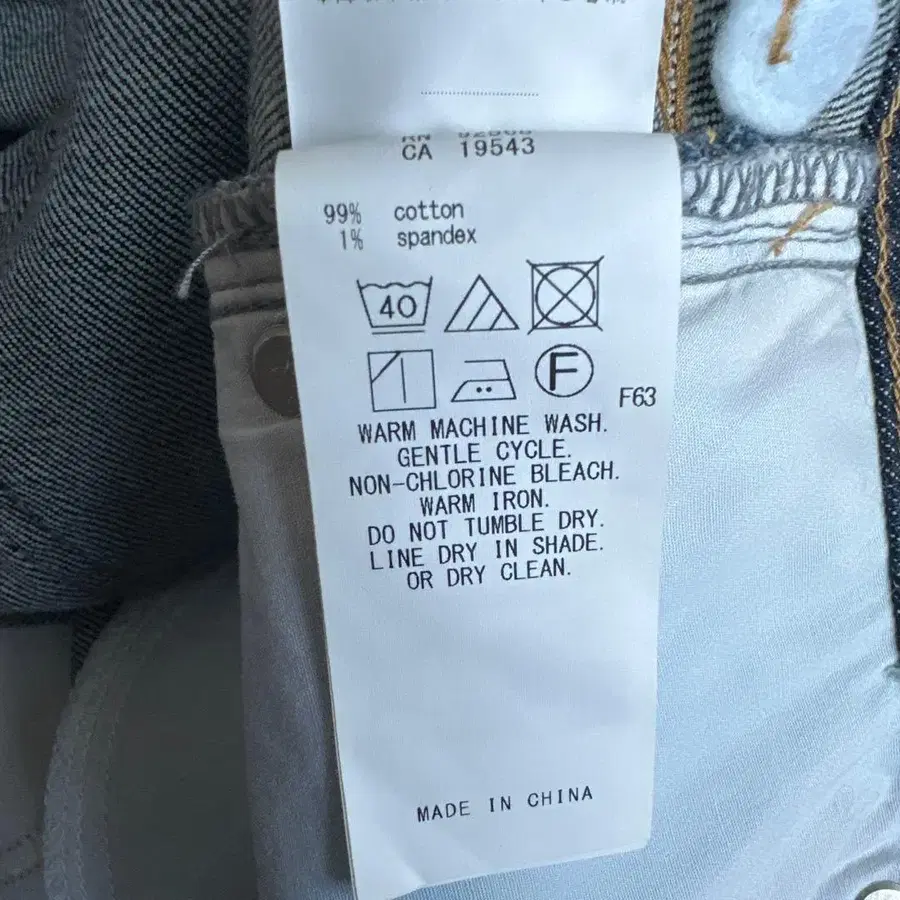 CA 19543
99% cotton
1% spandex
40
F
F63
WARM MACHINE WASH.
GENTLE CYCLE.
NON-CHLORINE BLEACH.
WARM IRON.
DO NOT TUMBLE DRY.
LINE DRY IN SHADE.
OR DRY CLEAN.
MADE IN CHINA